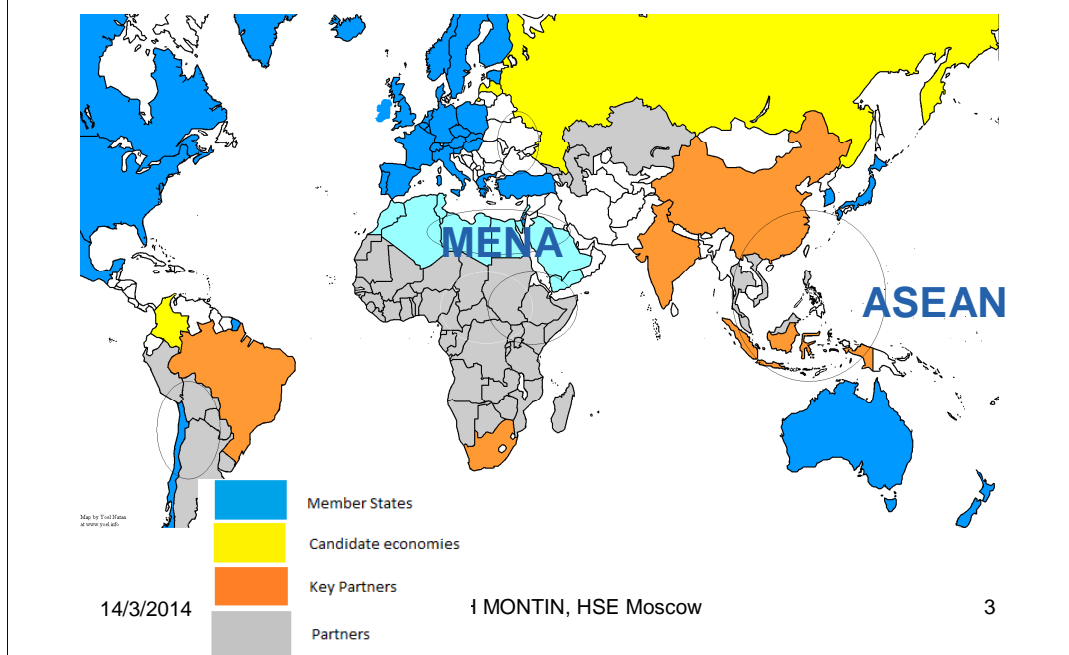 MENA
ASEAN
Map by Yoel Natan
at www.yoel.info
Member States
Candidate economies
Key Partners
Partners
14/3/2014
MONTIN, HSE Moscow
3